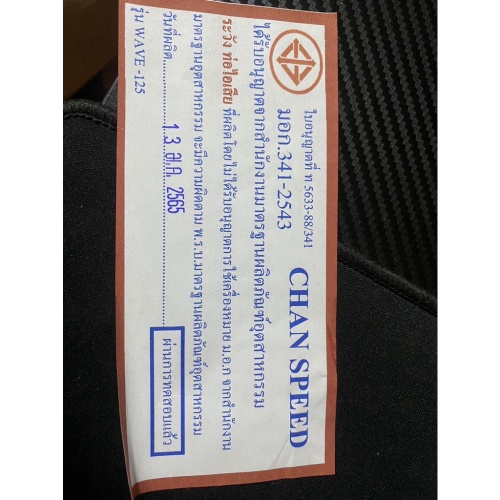 ใบอนุญาตที่ ท 5633-88/341
มอก.341-2543 CHAN SPEED
ได้รับอนุญาตจากสำนักงานมาตรฐานผลิตภัณฑ์อุตสาหกรรม
ระวัง ท่อไอเสีย ที่ผลิตโดยไม่ได้รับอนุญาตการใช้เครื่องหมาย ม.อ.ก จากสำนักงาน
มาตรฐานอุตสาหกรรม จะมีความผิดตาม พ.ร.บ.มาตรฐานผลิตภัณฑ์อุตสาหกรรม
วันที่ผลิต 1 3 มี.ค. 2565 ผ่านการทดสอบแล้ว
รุ่น WAVE -125